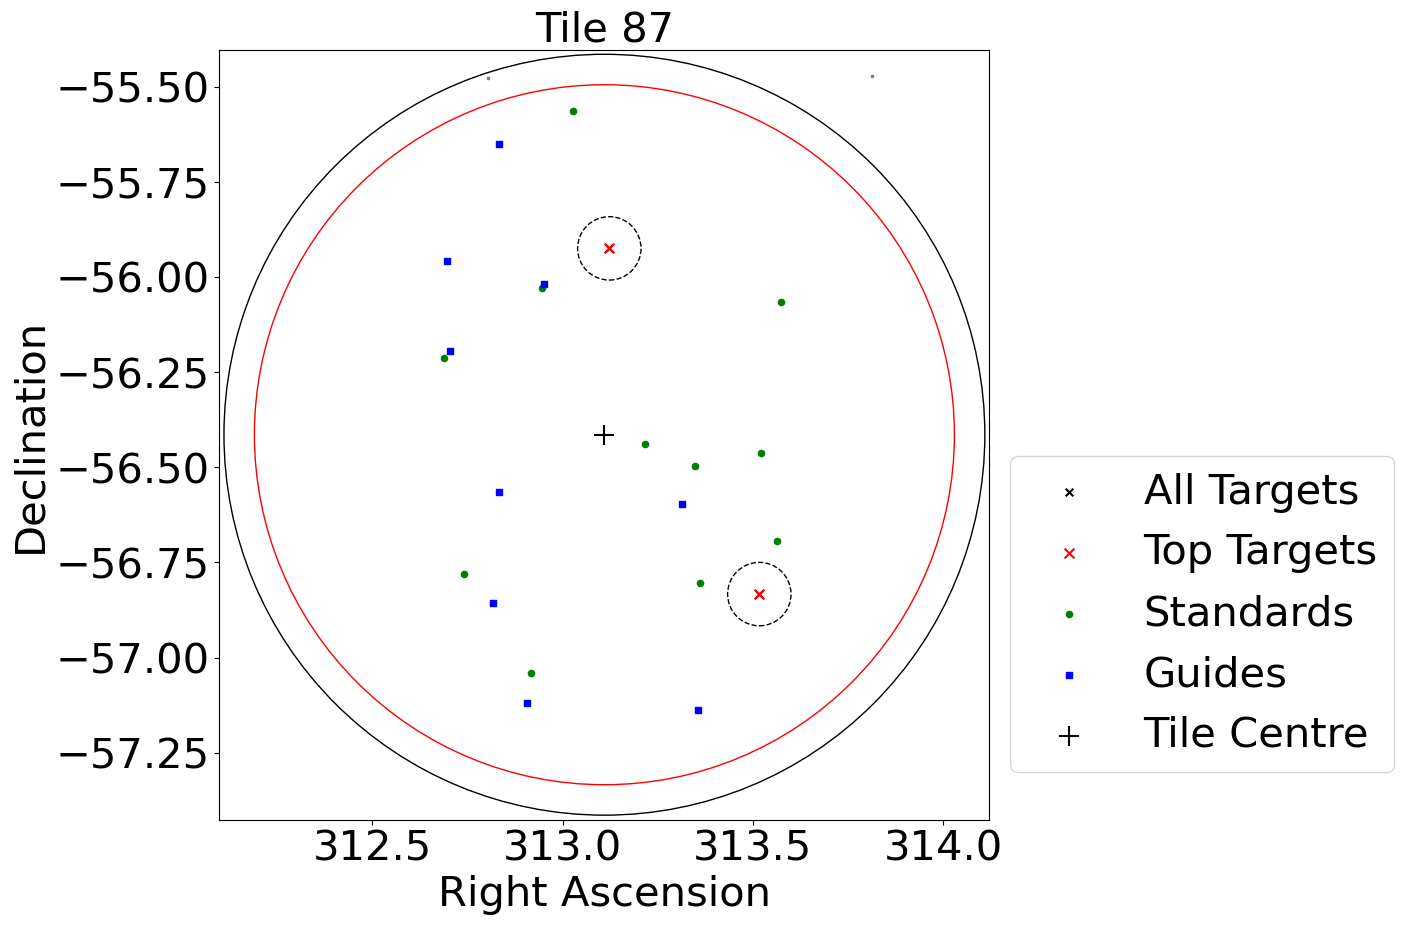 Tile 87
−55.50
−55.75
−56.00
−56.25
−56.50
−56.75
−57.00
−57.25
Declination
312.5 313.0 313.5 314.0
Right Ascension
All Targets
Top Targets
Standards
Guides
Tile Centre